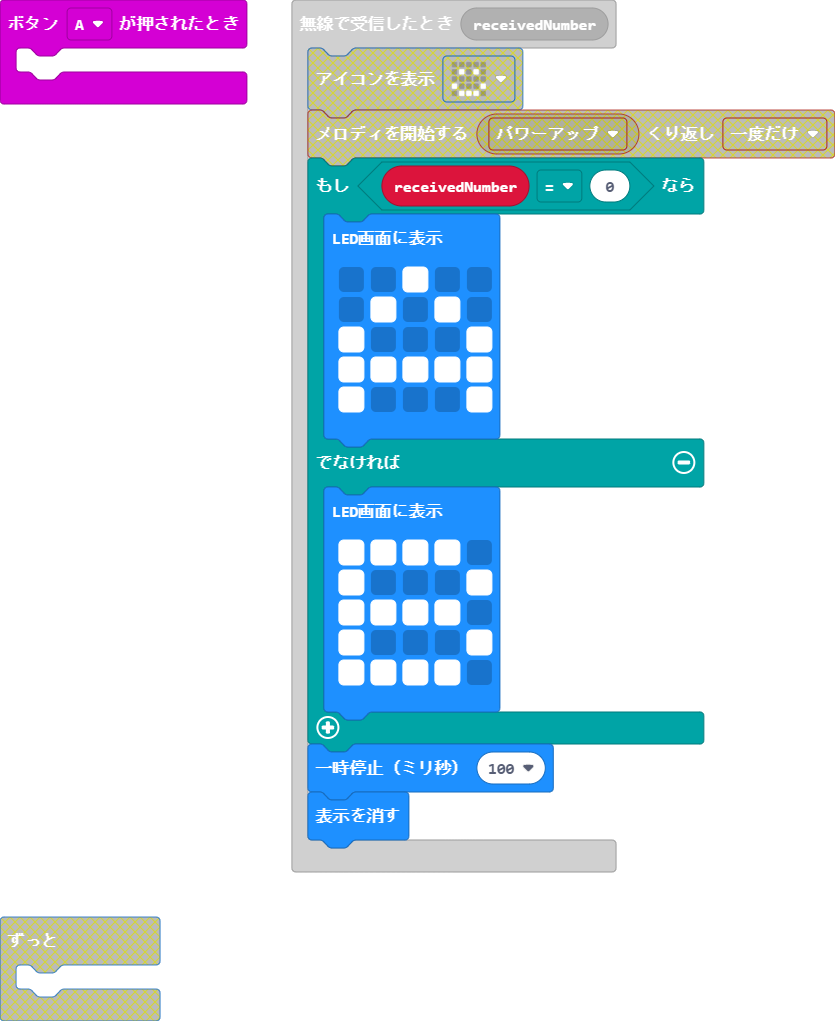 ボタン A が押されたとき
無線で受信したとき receivedNumber
アイコンを表示
メロディを開始する パワーアップ くり返し 一度だけ
もし receivedNumber = 0 なら
LED画面に表示
でなければ
LED画面に表示
一時停止（ミリ秒） 100
表示を消す
ずっと